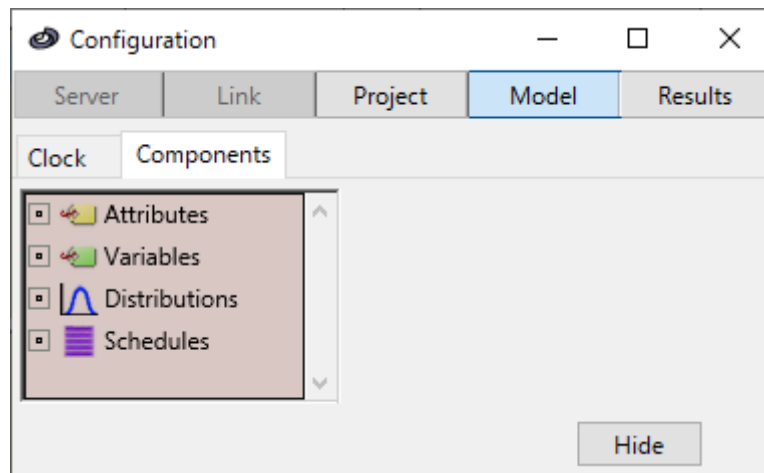 Configuration
Server Link Project Model Results
Clock Components
Attributes
Variables
Distributions
Schedules
Hide